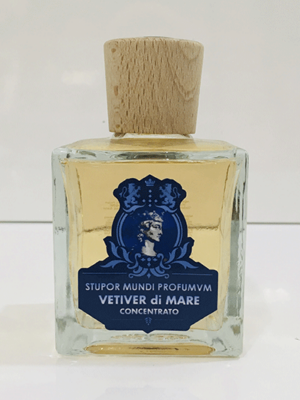 STUPOR MUNDI PROFUMVM
VETIVER di MARE
CONCENTRATO